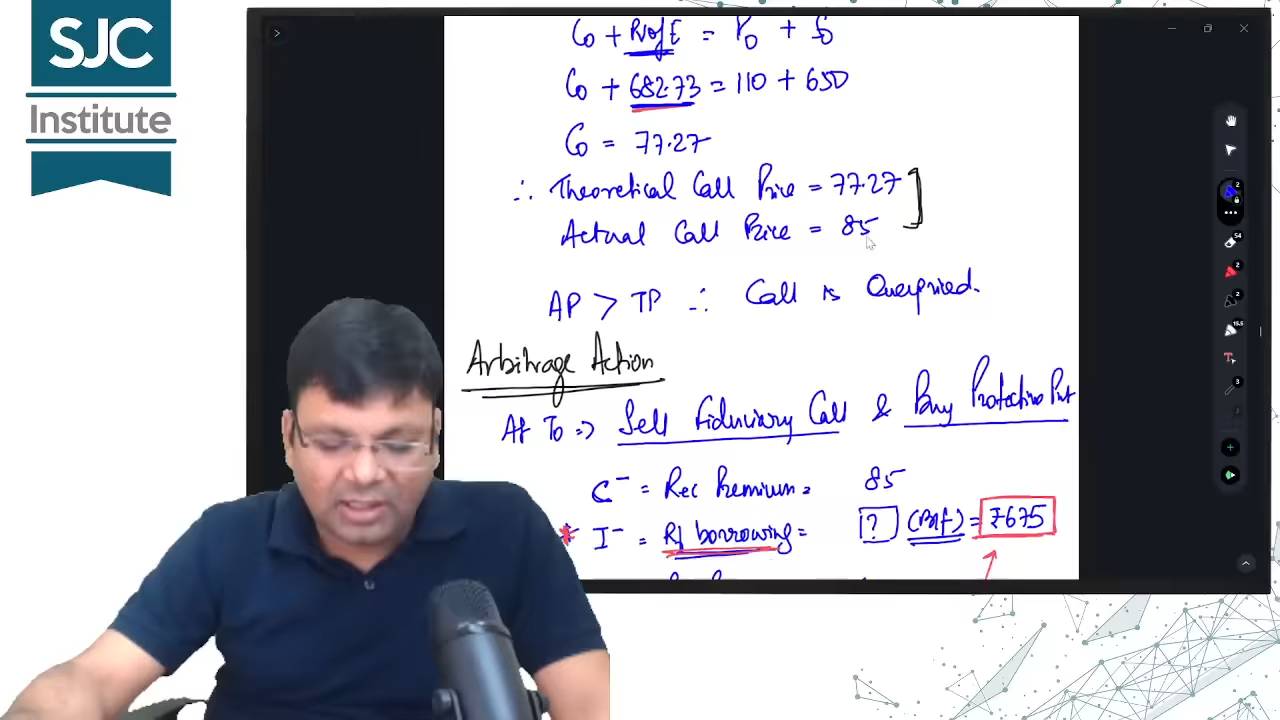 SJC
Institute
C0 + PV of E = P0 + S0
C0 + 682.73 = 110 + 650
C0 = 77.27
∴ Theoretical Call Price = 77.27
Actual Call Price = 85
AP > TP ∴ Call is Overpriced.
Arbitrage Action
At T0 => Sell Fiduciary Call & Buy Protective Put
C⁻ = Rec Premium = 85
* I⁻ = Rf borrowing = ? (Bal f) = ₹675